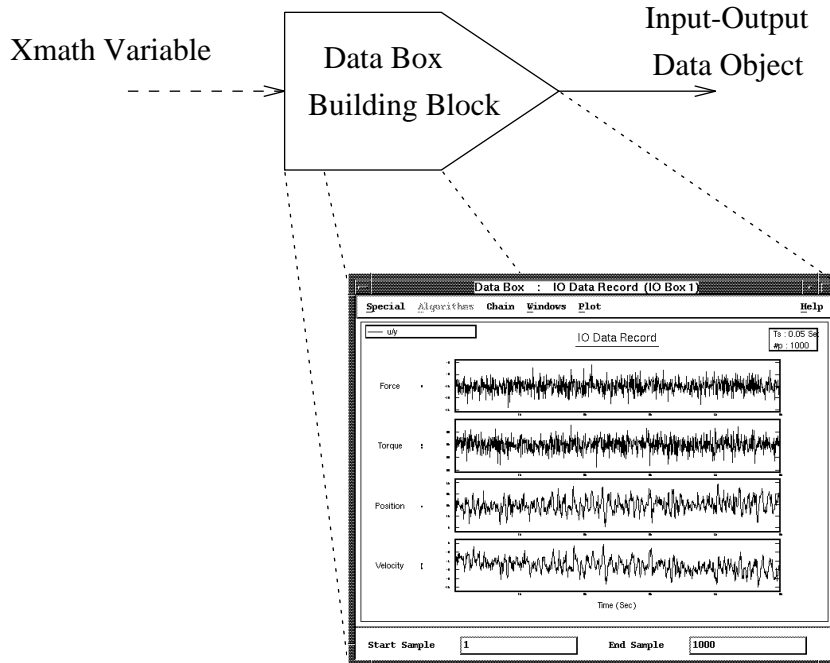 Xmath Variable
Data Box
Building Block
Input-Output
Data Object
Data Box : IO Data Record (IO Box 1)
Special Algorithms Chain Windows Plot Help
u/y
IO Data Record
Ts : 0.05 Se
#p : 1000
Force
Torque
Position
Velocity
Time (Sec)
Start Sample 1 End Sample 1000